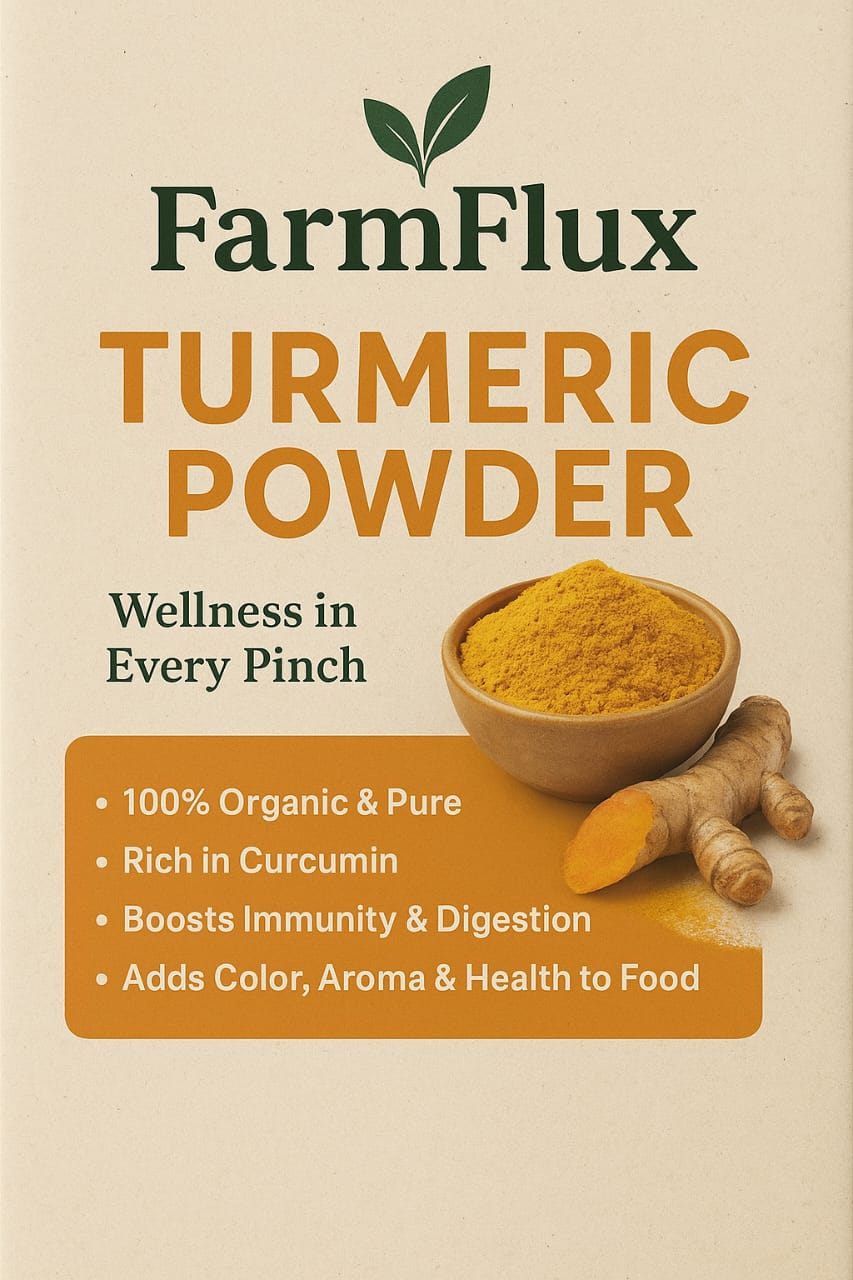 FarmFlux
TURMERIC
POWDER
Wellness in
Every Pinch
• 100% Organic & Pure
• Rich in Curcumin
• Boosts Immunity & Digestion
• Adds Color, Aroma & Health to Food